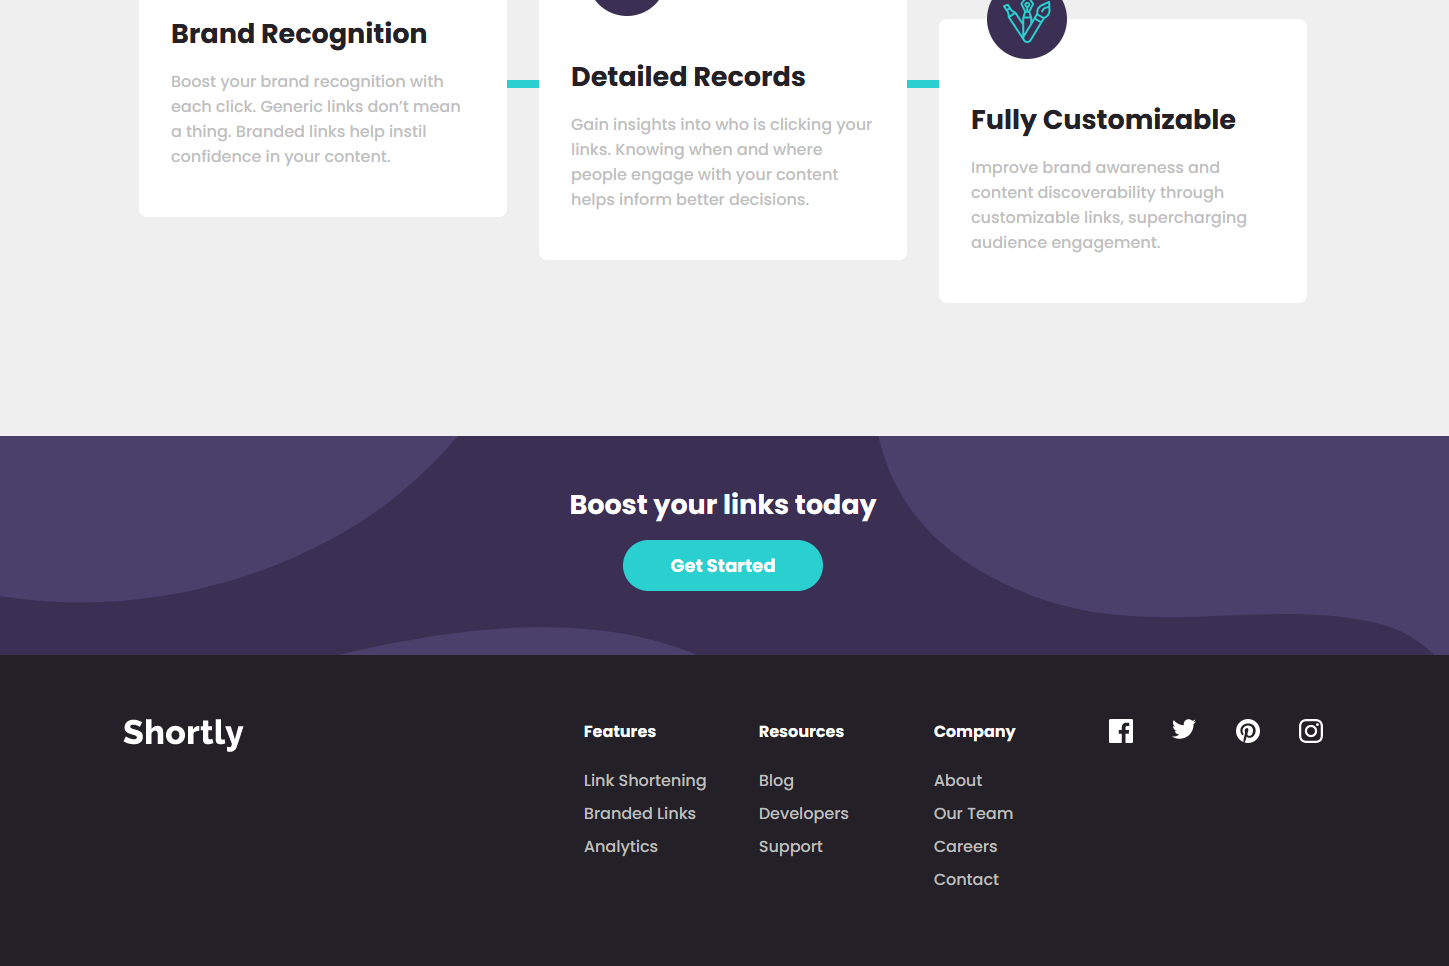 Brand Recognition
Boost your brand recognition with
each click. Generic links don’t mean
a thing. Branded links help instil
confidence in your content.
Detailed Records
Gain insights into who is clicking your
links. Knowing when and where
people engage with your content
helps inform better decisions.
Fully Customizable
Improve brand awareness and
content discoverability through
customizable links, supercharging
audience engagement.
Boost your links today
Get Started
Shortly
Features
Link Shortening
Branded Links
Analytics
Resources
Blog
Developers
Support
Company
About
Our Team
Careers
Contact